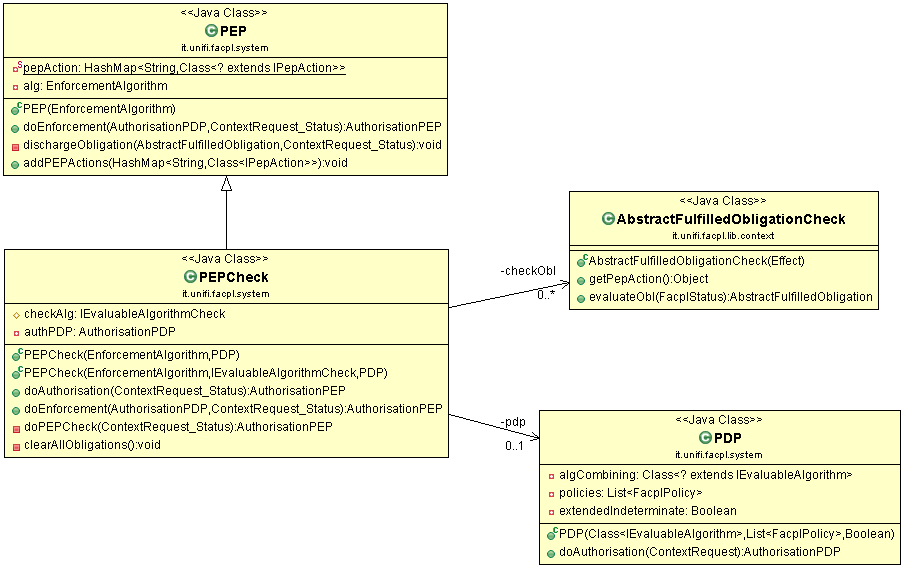 <<Java Class>>
PEP
it.unifi.facpl.system
pepAction: HashMap<String,Class<? extends IPepAction>>
alg: EnforcementAlgorithm
PEP(EnforcementAlgorithm)
doEnforcement(AuthorisationPDP,ContextRequest_Status):AuthorisationPEP
dischargeObligation(AbstractFulfilledObligation,ContextRequest_Status):void
addPEPActions(HashMap<String,Class<IPepAction>>):void
<<Java Class>>
PEPCheck
it.unifi.facpl.system
checkAlg: IEvaluableAlgorithmCheck
authPDP: AuthorisationPDP
PEPCheck(EnforcementAlgorithm,PDP)
PEPCheck(EnforcementAlgorithm,IEvaluableAlgorithmCheck,PDP)
doAuthorisation(ContextRequest_Status):AuthorisationPEP
doEnforcement(AuthorisationPDP,ContextRequest_Status):AuthorisationPEP
doPEPCheck(ContextRequest_Status):AuthorisationPEP
clearAllObligations():void
-checkObl
0..*
<<Java Class>>
AbstractFulfilledObligationCheck
it.unifi.facpl.lib.context
AbstractFulfilledObligationCheck(Effect)
getPepAction():Object
evaluateObl(FacplStatus):AbstractFulfilledObligation
-pdp
0..1
<<Java Class>>
PDP
it.unifi.facpl.system
algCombining: Class<? extends IEvaluableAlgorithm>
policies: List<FacplPolicy>
extendedIndeterminate: Boolean
PDP(Class<IEvaluableAlgorithm>,List<FacplPolicy>,Boolean)
doAuthorisation(ContextRequest):AuthorisationPDP